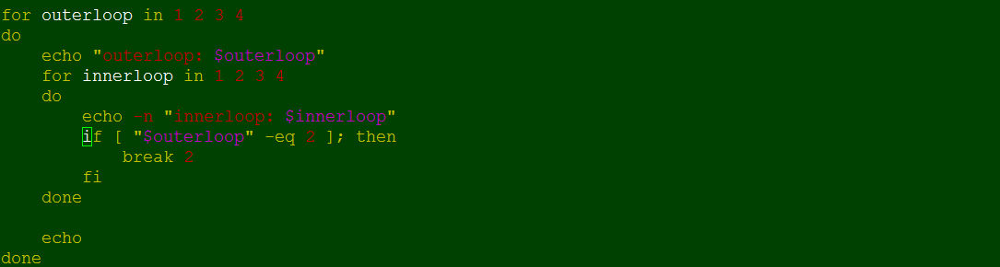 for outerloop in 1 2 3 4
do
    echo "outerloop: $outerloop"
    for innerloop in 1 2 3 4
    do
        echo -n "innerloop: $innerloop"
        if [ "$outerloop" -eq 2 ]; then
            break 2
        fi
    done

    echo
done